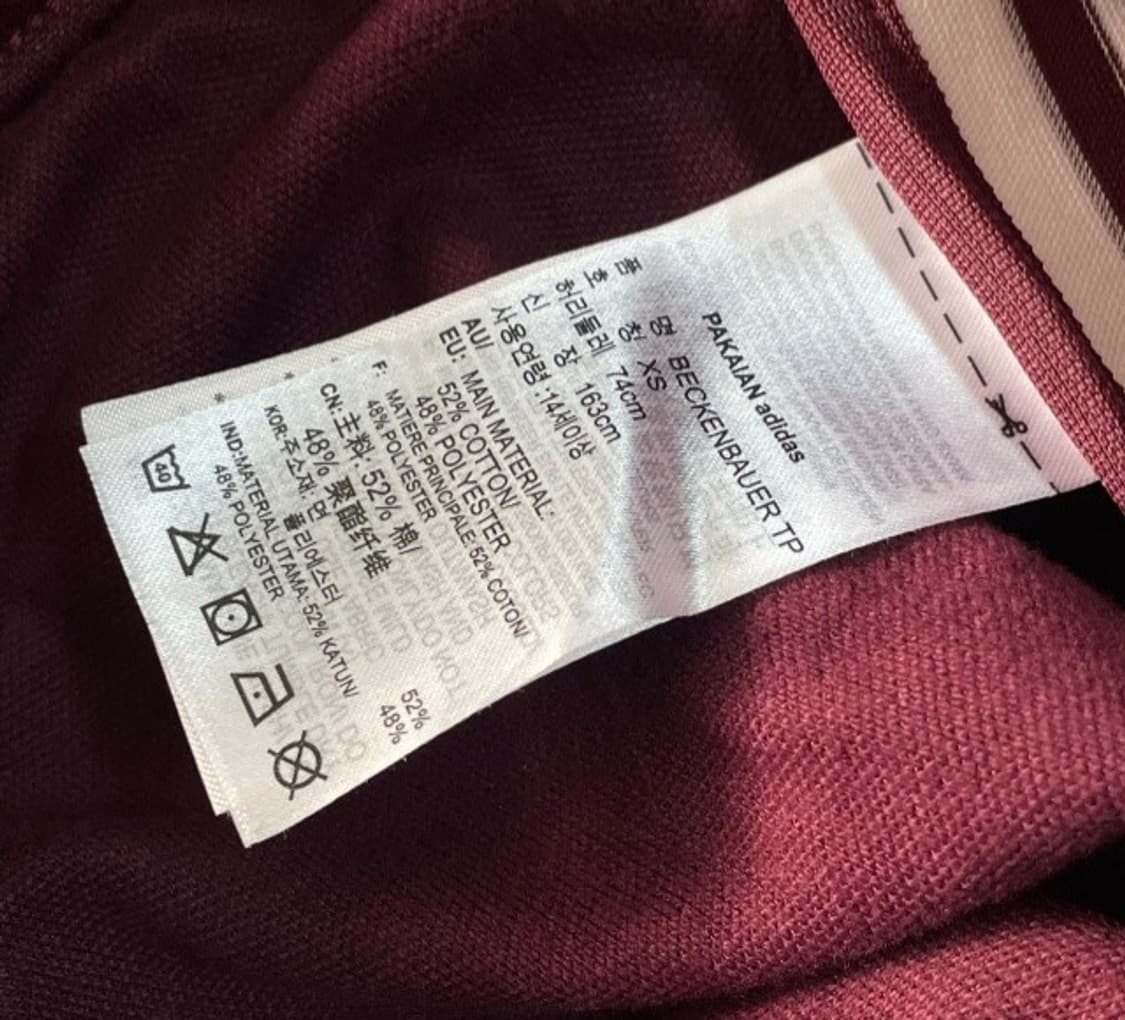 PAKAIAN adidas
BECKENBAUER TP
품 명
호 칭 XS
허리둘레 74cm
신 장 163cm
사용연령 :14세이상
AU/
EU: MAIN MATERIAL:
52% COTTON/
48% POLYESTER
F: MATIERE PRINCIPALE:52% COTON/
48% POLYESTER
CN:主料: 52% 棉/
48% 聚酯纤维
KOR:주소재: 면 52%
폴리에스터 48%
IND:MATERIAL UTAMA: 52% KATUN/
48% POLYESTER
40